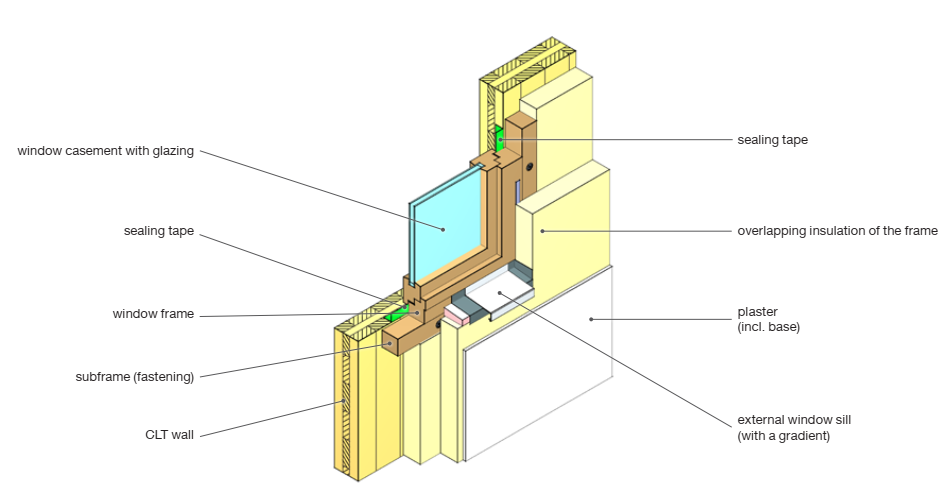 window casement with glazing
sealing tape
window frame
subframe (fastening)
CLT wall
sealing tape
overlapping insulation of the frame
plaster
(incl. base)
external window sill
(with a gradient)